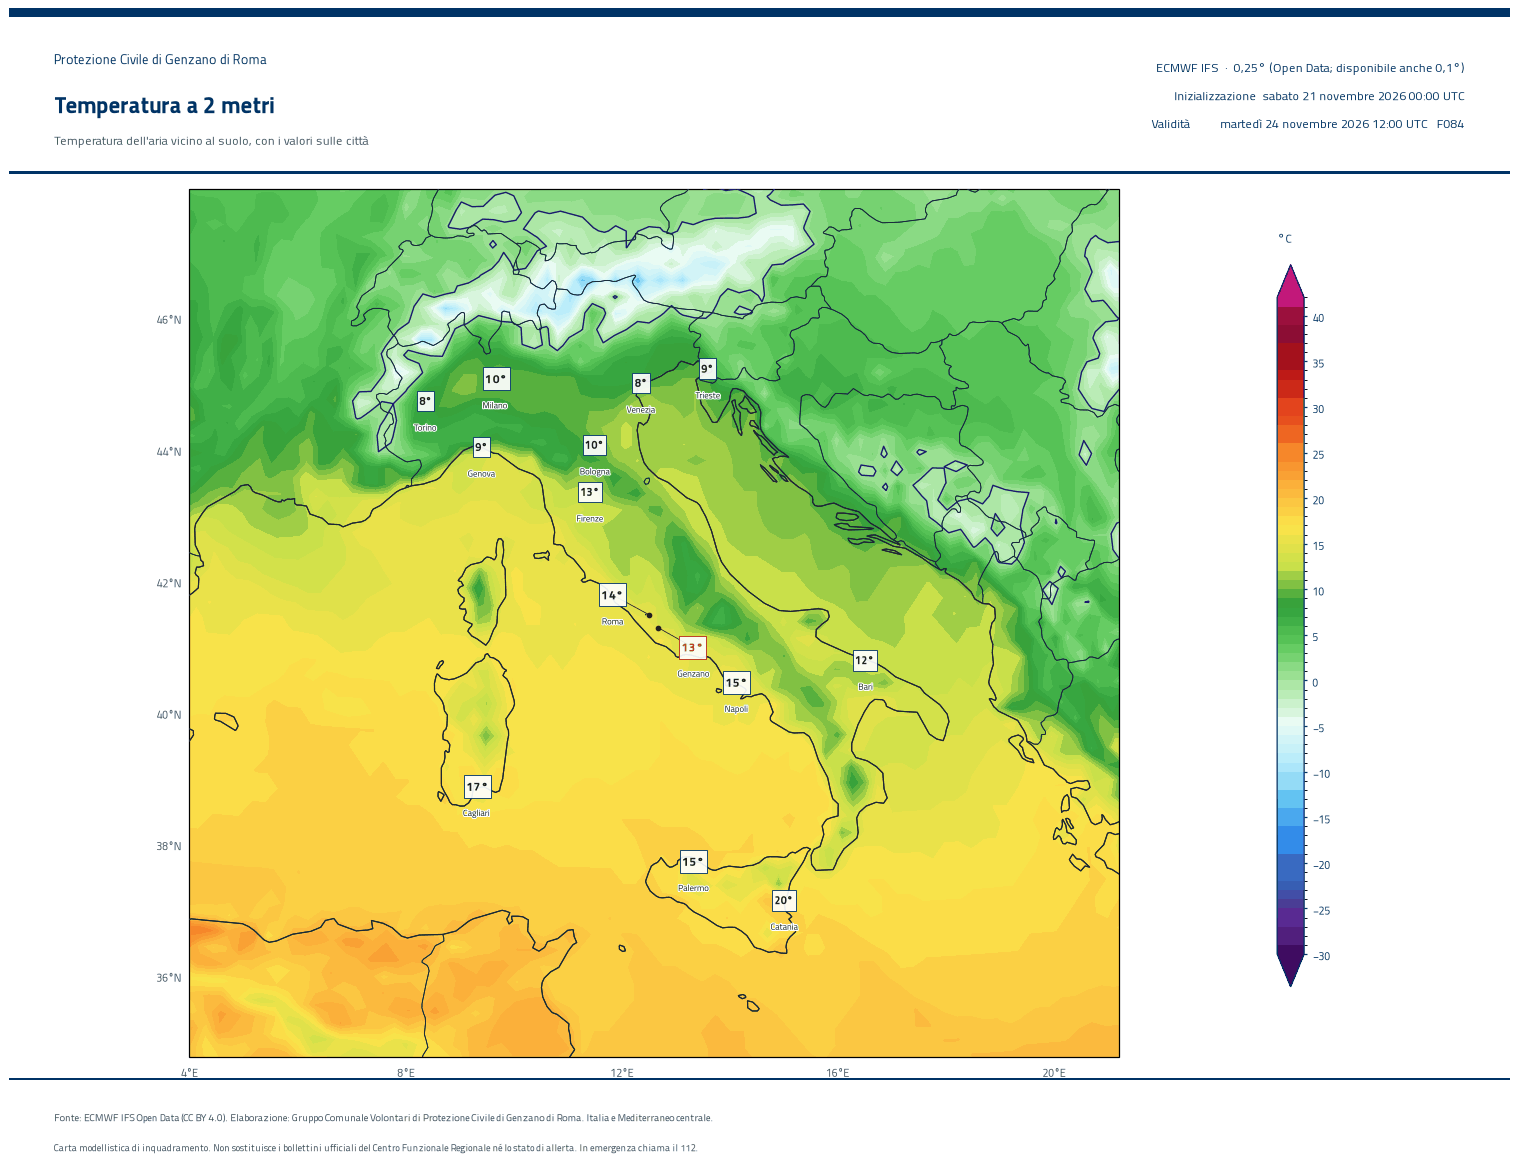 Protezione Civile di Genzano di Roma
Temperatura a 2 metri
Temperatura dell'aria vicino al suolo, con i valori sulle città
ECMWF IFS · 0,25° (Open Data; disponibile anche 0,1°)
Inizializzazione sabato 21 novembre 2026 00:00 UTC
Validità martedì 24 novembre 2026 12:00 UTC F084
°C
40
35
30
25
20
15
10
5
0
−5
−10
−15
−20
−25
−30
46°N
44°N
42°N
40°N
38°N
36°N
4°E
8°E
12°E
16°E
20°E
9°
Trieste
10°
Milano
8°
Venezia
8°
Torino
9°
Genova
10°
Bologna
13°
Firenze
14°
Roma
13°
Genzano
12°
Bari
15°
Napoli
17°
Cagliari
15°
Palermo
20°
Catania
Fonte: ECMWF IFS Open Data (CC BY 4.0). Elaborazione: Gruppo Comunale Volontari di Protezione Civile di Genzano di Roma. Italia e Mediterraneo centrale.
Carta modellistica di inquadramento. Non sostituisce i bollettini ufficiali del Centro Funzionale Regionale né lo stato di allerta. In emergenza chiama il 112.